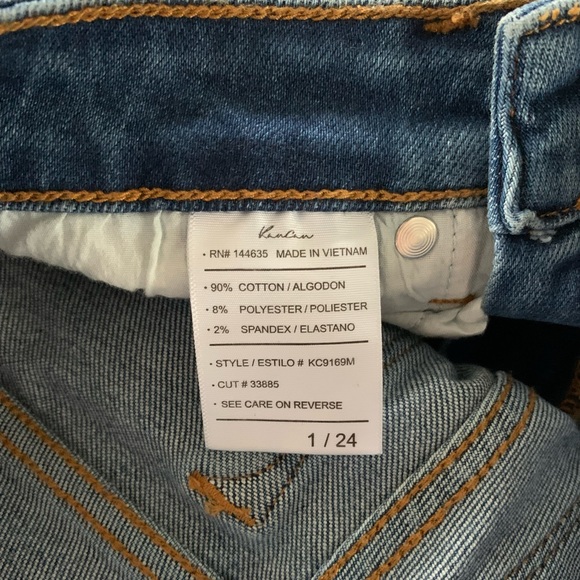 KanCan
· RN# 144635 MADE IN VIETNAM
· 90% COTTON / ALGODON
· 8% POLYESTER / POLIESTER
· 2% SPANDEX / ELASTANO
· STYLE / ESTILO # KC9169M
· CUT # 33885
· SEE CARE ON REVERSE
1 / 24